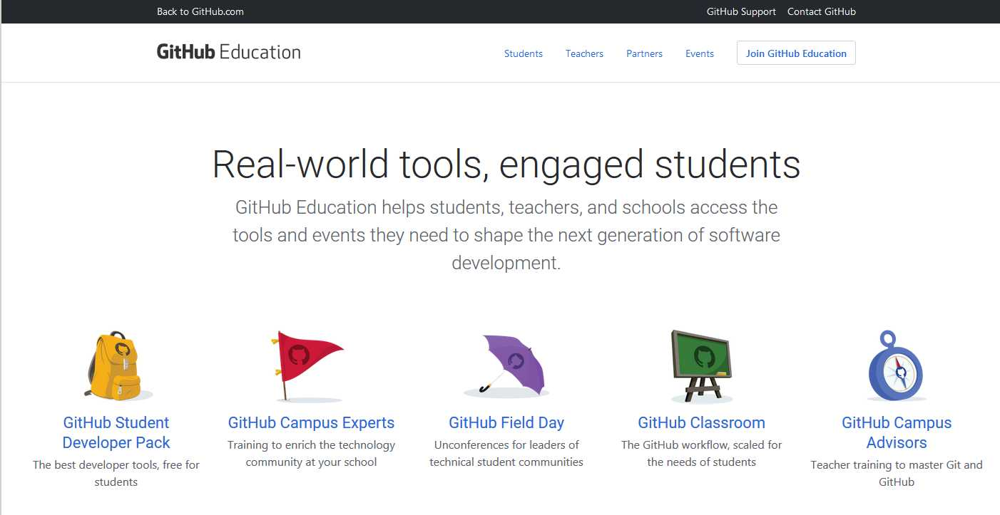 Back to GitHub.com
GitHub Support
Contact GitHub
GitHub Education
Students
Teachers
Partners
Events
Join GitHub Education
Real-world tools, engaged students
GitHub Education helps students, teachers, and schools access the
tools and events they need to shape the next generation of software
development.
GitHub Student
Developer Pack
The best developer tools, free for
students
GitHub Campus Experts
Training to enrich the technology
community at your school
GitHub Field Day
Unconferences for leaders of
technical student communities
GitHub Classroom
The GitHub workflow, scaled for
the needs of students
GitHub Campus
Advisors
Teacher training to master Git and
GitHub